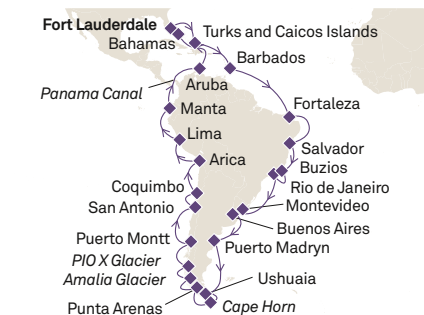 Fort Lauderdale
Turks and Caicos Islands
Bahamas
Barbados
Aruba
Panama Canal
Fortaleza
Manta
Lima
Salvador
Arica
Buzios
Rio de Janeiro
Coquimbo
Montevideo
San Antonio
Buenos Aires
Puerto Montt
Puerto Madryn
PIO X Glacier
Amalia Glacier
Ushuaia
Punta Arenas
Cape Horn